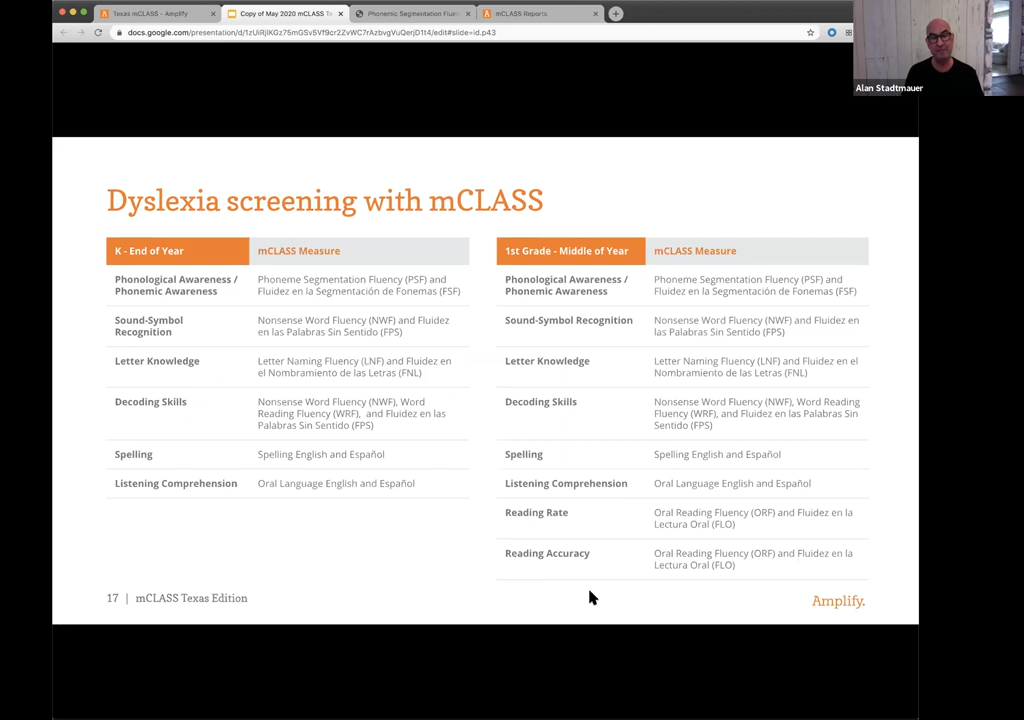 Texas mCLASS - Amplify
Copy of May 2020 mCLASS Te
Phonemic Segmentation Fluen
mCLASS Reports
docs.google.com/presentation/d/1zUiRjIKGz75mGSv5Vf9cr2ZvWC7rAzbvgVuQerjD1t4/edit#slide=id.p43
Alan Stadtmauer
Dyslexia screening with mCLASS
K - End of Year
mCLASS Measure
Phonological Awareness /
Phonemic Awareness
Phoneme Segmentation Fluency (PSF) and
Fluidez en la Segmentación de Fonemas (FSF)
Sound-Symbol
Recognition
Nonsense Word Fluency (NWF) and Fluidez
en las Palabras Sin Sentido (FPS)
Letter Knowledge
Letter Naming Fluency (LNF) and Fluidez en
el Nombramiento de las Letras (FNL)
Decoding Skills
Nonsense Word Fluency (NWF), Word
Reading Fluency (WRF), and Fluidez en las
Palabras Sin Sentido (FPS)
Spelling
Spelling English and Español
Listening Comprehension
Oral Language English and Español
1st Grade - Middle of Year
mCLASS Measure
Phonological Awareness /
Phonemic Awareness
Phoneme Segmentation Fluency (PSF) and
Fluidez en la Segmentación de Fonemas (FSF)
Sound-Symbol Recognition
Nonsense Word Fluency (NWF) and Fluidez en
las Palabras Sin Sentido (FPS)
Letter Knowledge
Letter Naming Fluency (LNF) and Fluidez en el
Nombramiento de las Letras (FNL)
Decoding Skills
Nonsense Word Fluency (NWF), Word Reading
Fluency (WRF), and Fluidez en las Palabras Sin
Sentido (FPS)
Spelling
Spelling English and Español
Listening Comprehension
Oral Language English and Español
Reading Rate
Oral Reading Fluency (ORF) and Fluidez en la
Lectura Oral (FLO)
Reading Accuracy
Oral Reading Fluency (ORF) and Fluidez en la
Lectura Oral (FLO)
17 | mCLASS Texas Edition
Amplify.